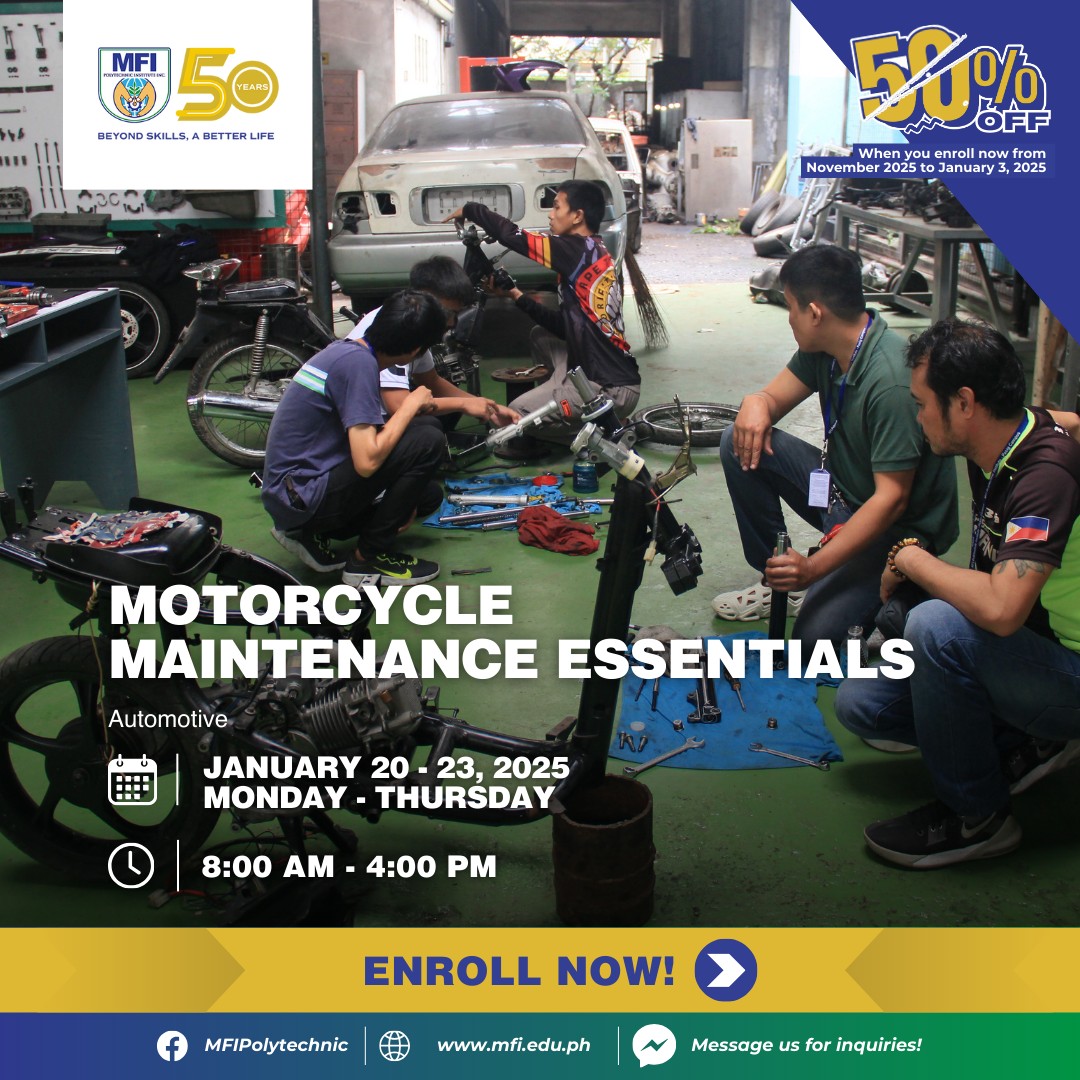 MFI
POLYTECHNIC INSTITUTE INC.
50
YEARS
BEYOND SKILLS, A BETTER LIFE
50%
OFF
When you enroll now from
November 2025 to January 3, 2025
MOTORCYCLE
MAINTENANCE ESSENTIALS
Automotive
JANUARY 20 - 23, 2025
MONDAY - THURSDAY
8:00 AM - 4:00 PM
ENROLL NOW!
MFIPolytechnic
www.mfi.edu.ph
Message us for inquiries!